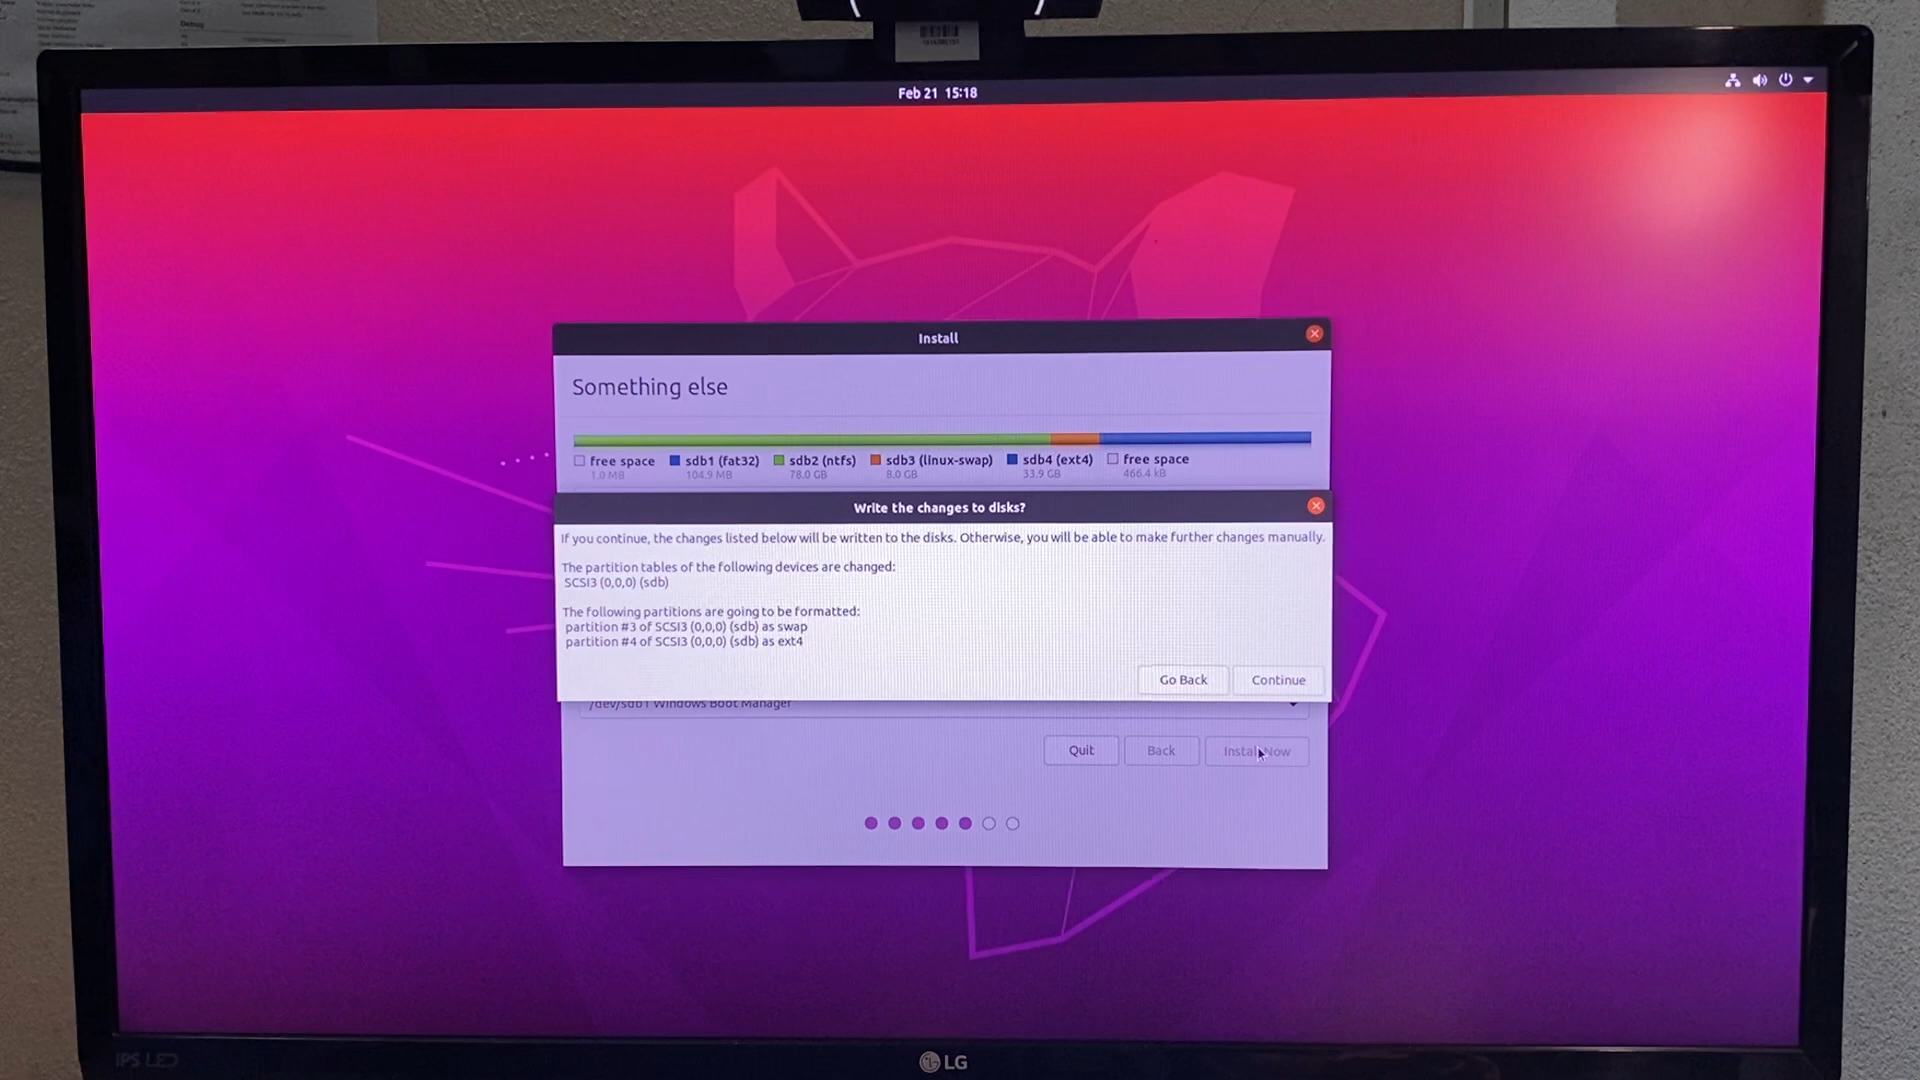 Debug
Feb 21 15:18
Install
Something else
free space sdb1 (fat32) sdb2 (ntfs) sdb3 (linux-swap) sdb4 (ext4) free space
1.0 MB 104.9 MB 78.0 GB 8.0 GB 33.9 GB 466.4 kB
Write the changes to disks?
If you continue, the changes listed below will be written to the disks. Otherwise, you will be able to make further changes manually.
The partition tables of the following devices are changed:
SCSI3 (0,0,0) (sdb)
The following partitions are going to be formatted:
partition #3 of SCSI3 (0,0,0) (sdb) as swap
partition #4 of SCSI3 (0,0,0) (sdb) as ext4
Go Back Continue
/dev/sdb1 Windows Boot Manager
Quit Back Install Now
IPS LED
LG